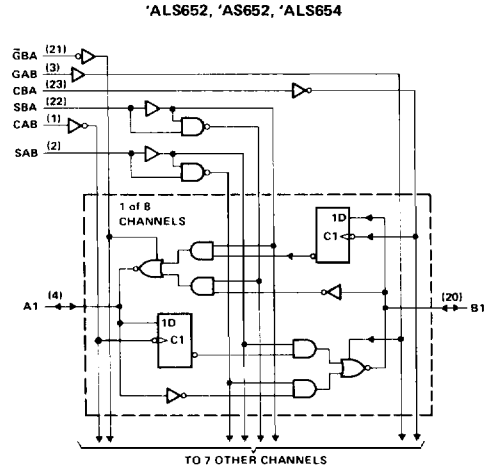 'ALS652, 'AS652, 'ALS654
G̅BA (21)
GAB (3)
CBA (23)
SBA (22)
CAB (1)
SAB (2)
1 of 8
CHANNELS
1D
C1
A1 (4)
(20) B1
1D
C1
TO 7 OTHER CHANNELS